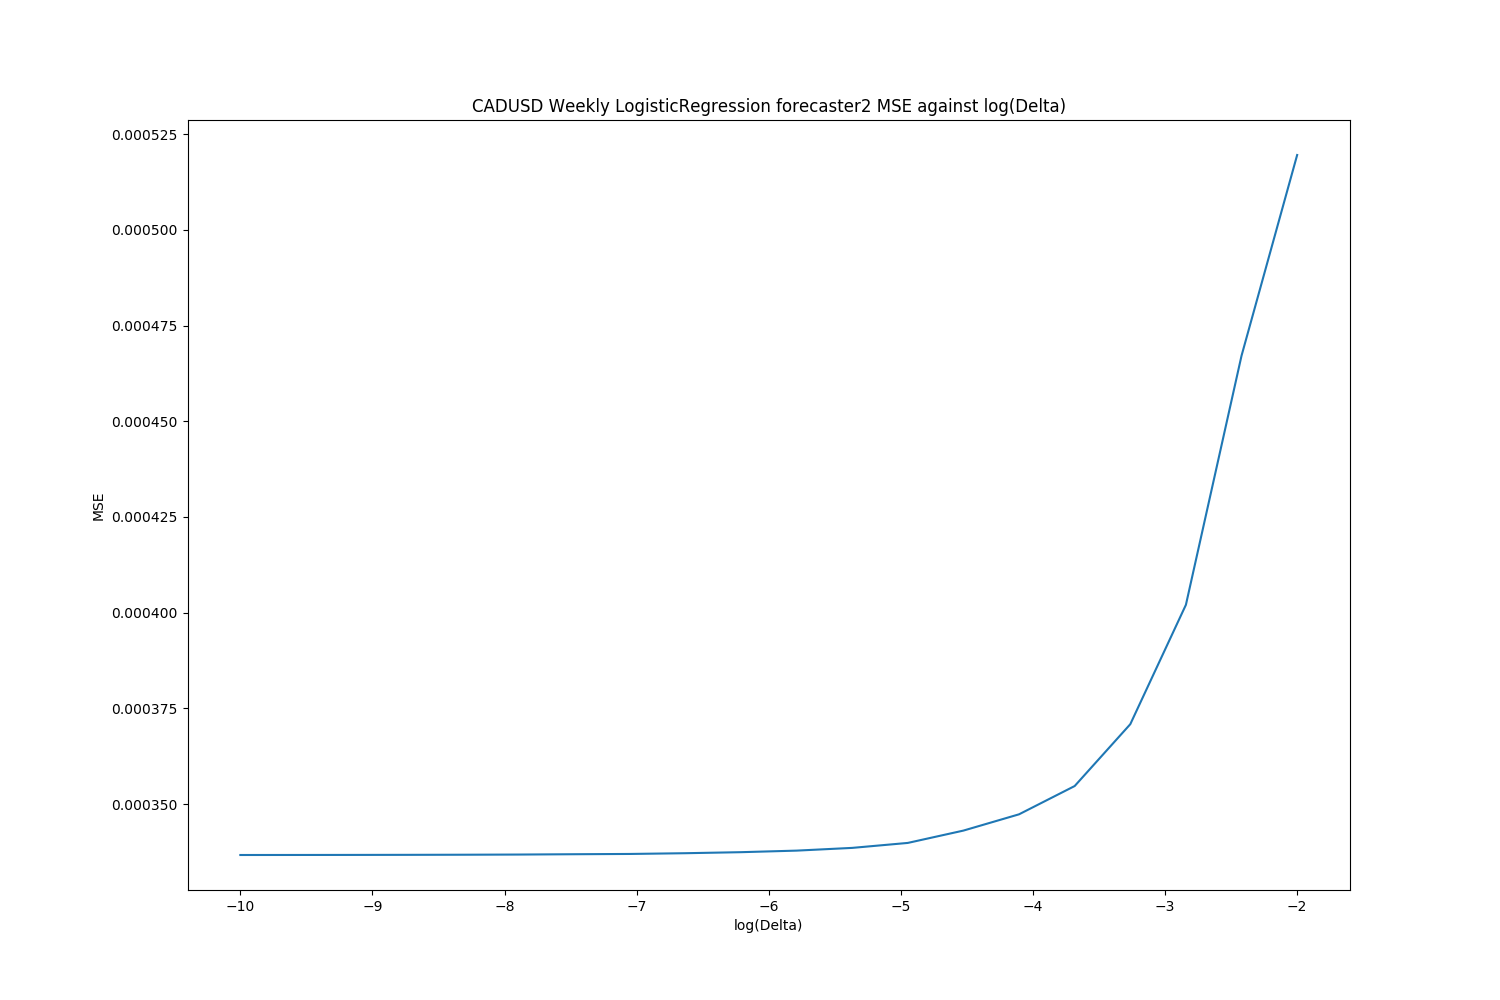 CADUSD Weekly LogisticRegression forecaster2 MSE against log(Delta)
0.000525
0.000500
0.000475
0.000450
0.000425
0.000400
0.000375
0.000350
MSE
−10 −9 −8 −7 −6 −5 −4 −3 −2
log(Delta)